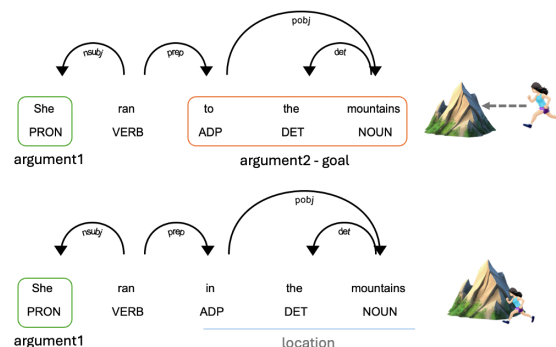 pobj
nsubj prep det
She ran to the mountains
PRON VERB ADP DET NOUN
argument1 argument2 - goal
pobj
nsubj prep det
She ran in the mountains
PRON VERB ADP DET NOUN
argument1
location